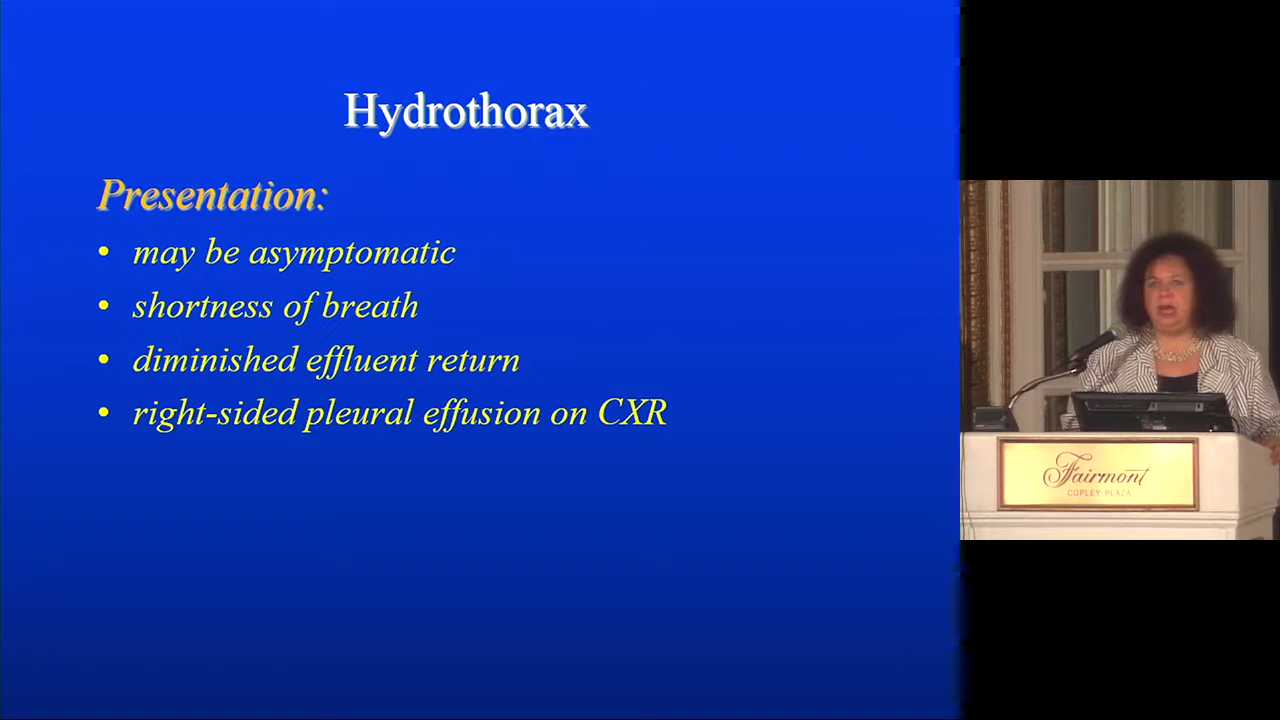 Hydrothorax
Presentation:
• may be asymptomatic
• shortness of breath
• diminished effluent return
• right-sided pleural effusion on CXR
Fairmont
COPLEY PLAZA